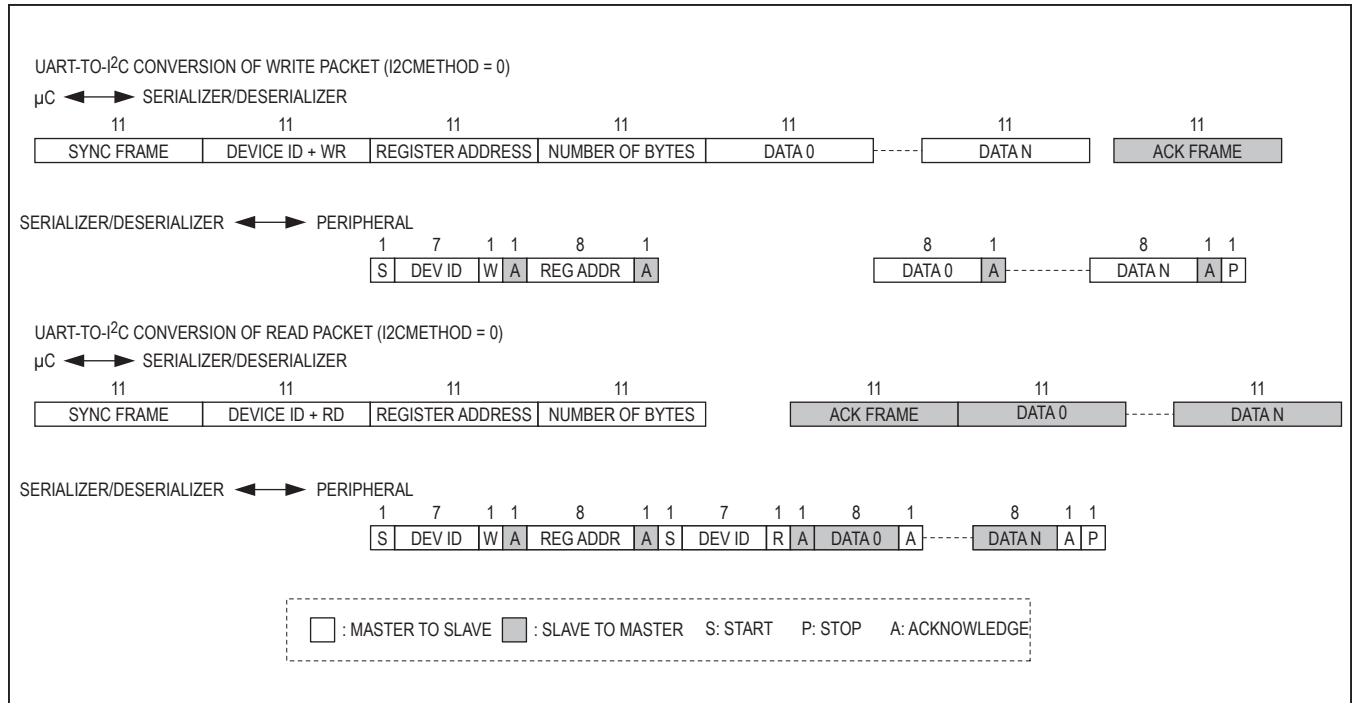 UART-TO-I2C CONVERSION OF WRITE PACKET (I2CMETHOD = 0)
µC SERIALIZER/DESERIALIZER
11 11 11 11 11 11 11
SYNC FRAME DEVICE ID + WR REGISTER ADDRESS NUMBER OF BYTES DATA 0 DATA N ACK FRAME
SERIALIZER/DESERIALIZER PERIPHERAL
1 7 1 1 8 1 8 1 8 1 1
S DEV ID W A REG ADDR A DATA 0 A DATA N A P
UART-TO-I2C CONVERSION OF READ PACKET (I2CMETHOD = 0)
µC SERIALIZER/DESERIALIZER
11 11 11 11 11 11 11
SYNC FRAME DEVICE ID + RD REGISTER ADDRESS NUMBER OF BYTES ACK FRAME DATA 0 DATA N
SERIALIZER/DESERIALIZER PERIPHERAL
1 7 1 1 8 1 1 7 1 1 8 1 8 1 1
S DEV ID W A REG ADDR A S DEV ID R A DATA 0 A DATA N A P
: MASTER TO SLAVE : SLAVE TO MASTER S: START P: STOP A: ACKNOWLEDGE